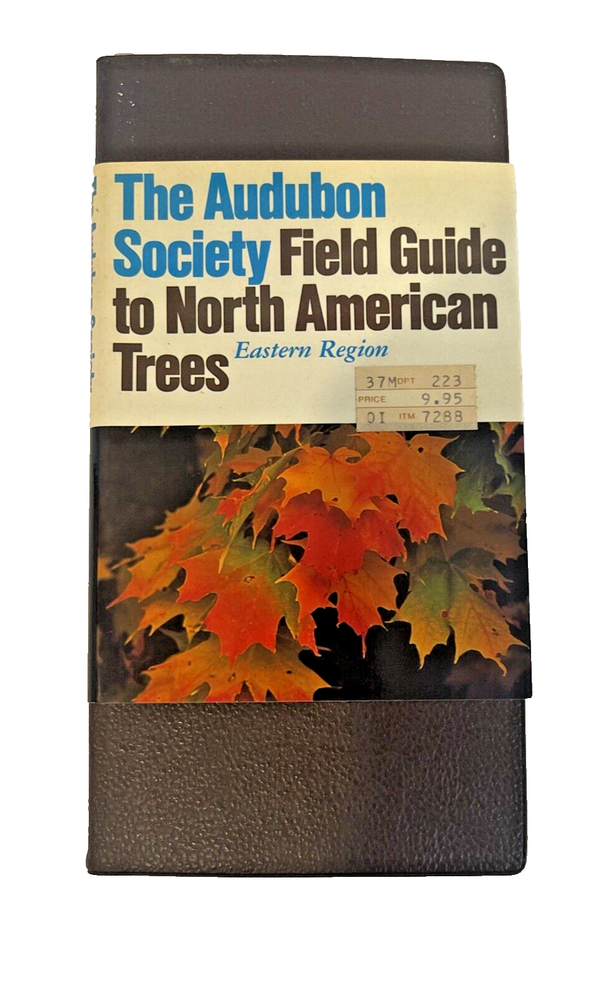 The Audubon
Society Field Guide
to North American
Trees Eastern Region
37M DPT 223
PRICE 9.95
OI ITM 7288